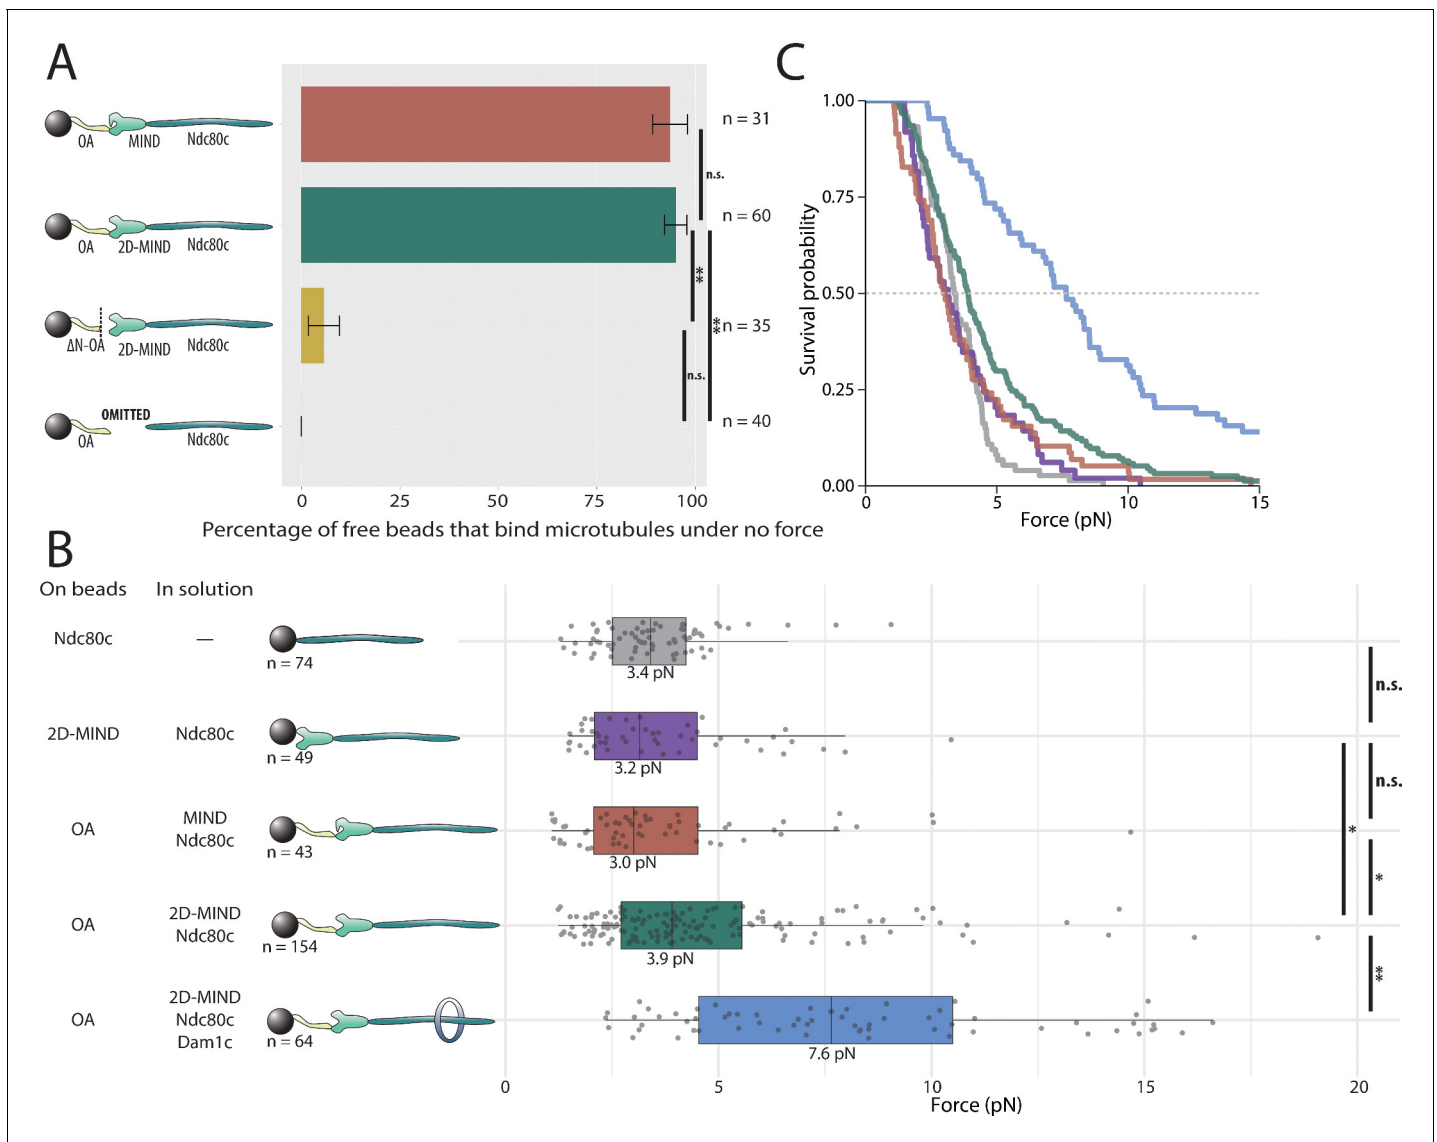 A
OA MIND Ndc80c
n = 31
n.s.
OA 2D-MIND Ndc80c
n = 60
**
**
ΔN-OA 2D-MIND Ndc80c
n = 35
n.s.
OMITTED
OA Ndc80c
n = 40
0 25 50 75 100
Percentage of free beads that bind microtubules under no force
C
Survival probability
1.00
0.75
0.50
0.25
0.00
0 5 10 15
Force (pN)
B
On beads In solution
Ndc80c —
n = 74
3.4 pN
n.s.
2D-MIND Ndc80c
n = 49
3.2 pN
n.s.
*
OA MIND
Ndc80c
n = 43
3.0 pN
*
OA 2D-MIND
Ndc80c
n = 154
3.9 pN
**
OA 2D-MIND
Ndc80c
Dam1c
n = 64
7.6 pN
0 5 10 15 20
Force (pN)